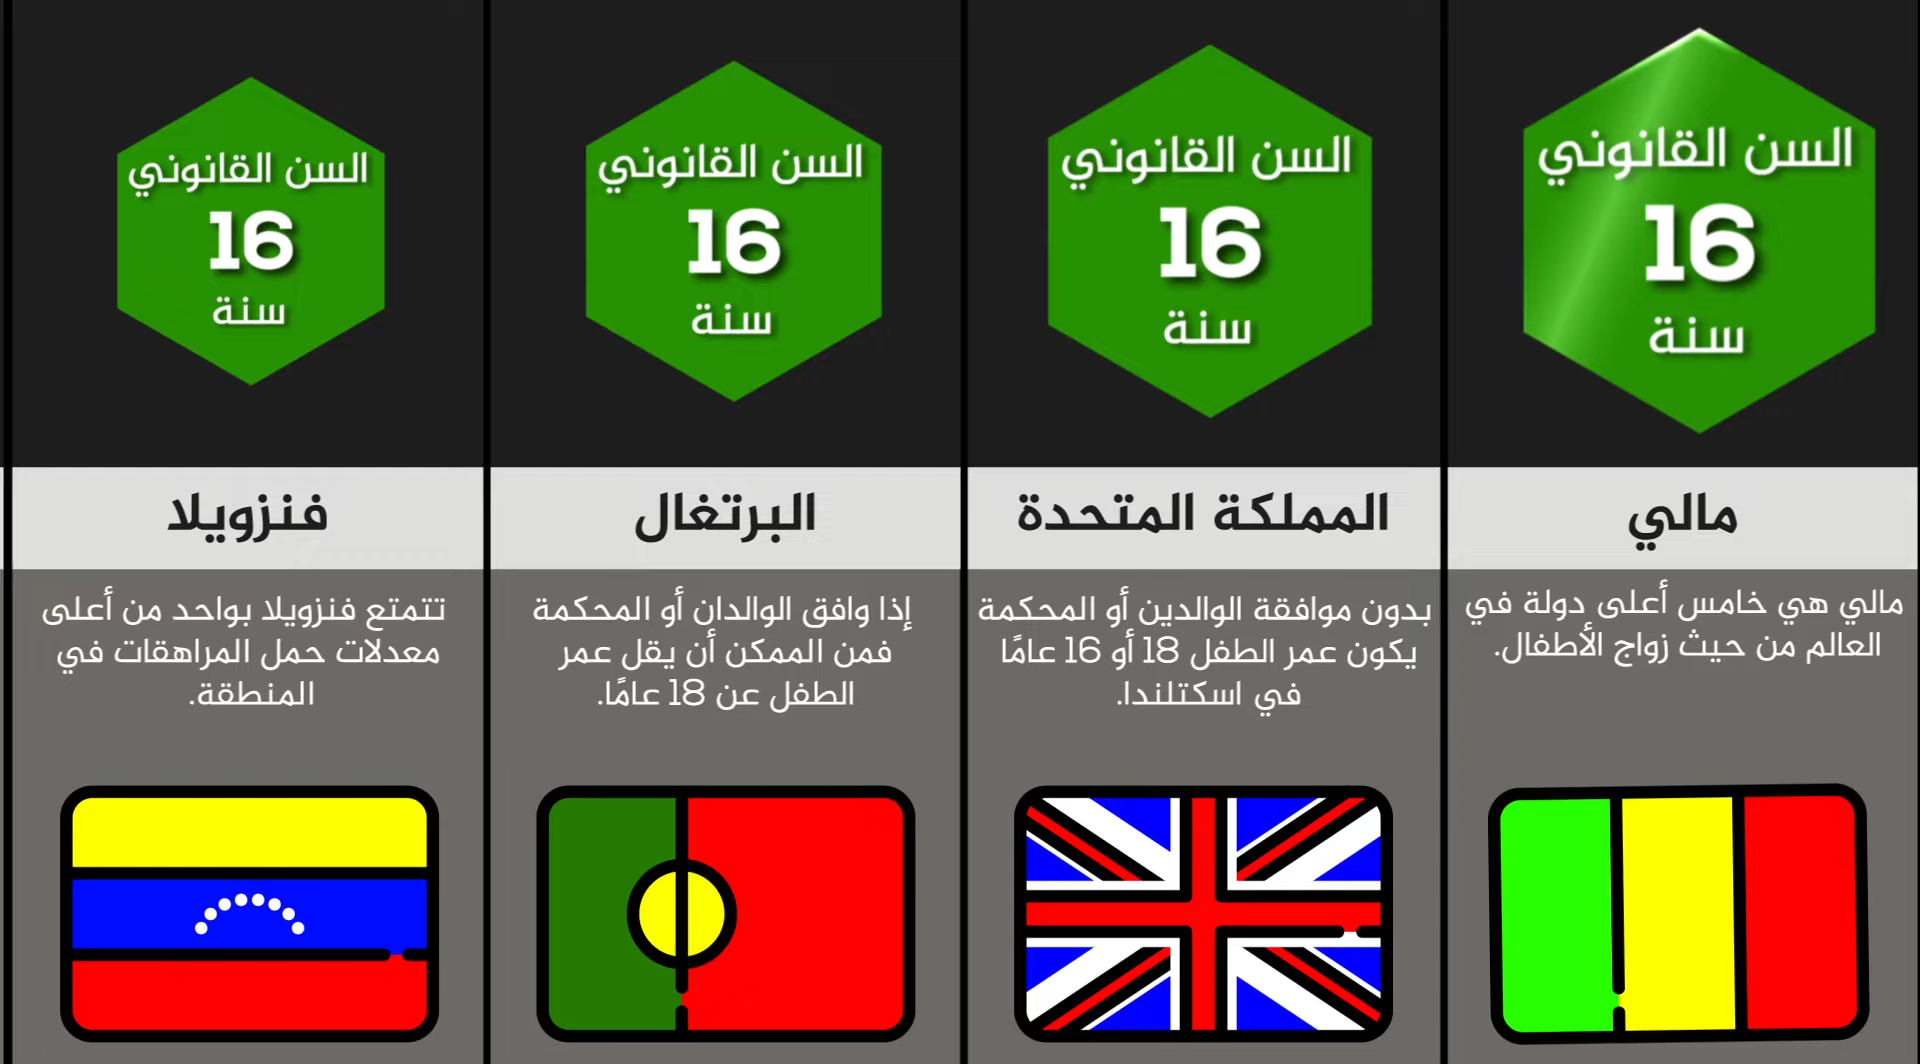 السن القانوني
16
سنة
مالي
مالي هي خامس أعلى دولة في
العالم من حيث زواج الأطفال.
السن القانوني
16
سنة
المملكة المتحدة
بدون موافقة الوالدين أو المحكمة
يكون عمر الطفل 18 أو 16 عامًا
في اسكتلندا.
السن القانوني
16
سنة
البرتغال
إذا وافق الوالدان أو المحكمة
فمن الممكن أن يقل عمر
الطفل عن 18 عامًا.
السن القانوني
16
سنة
فنزويلا
تتمتع فنزويلا بواحد من أعلى
معدلات حمل المراهقات في
المنطقة.